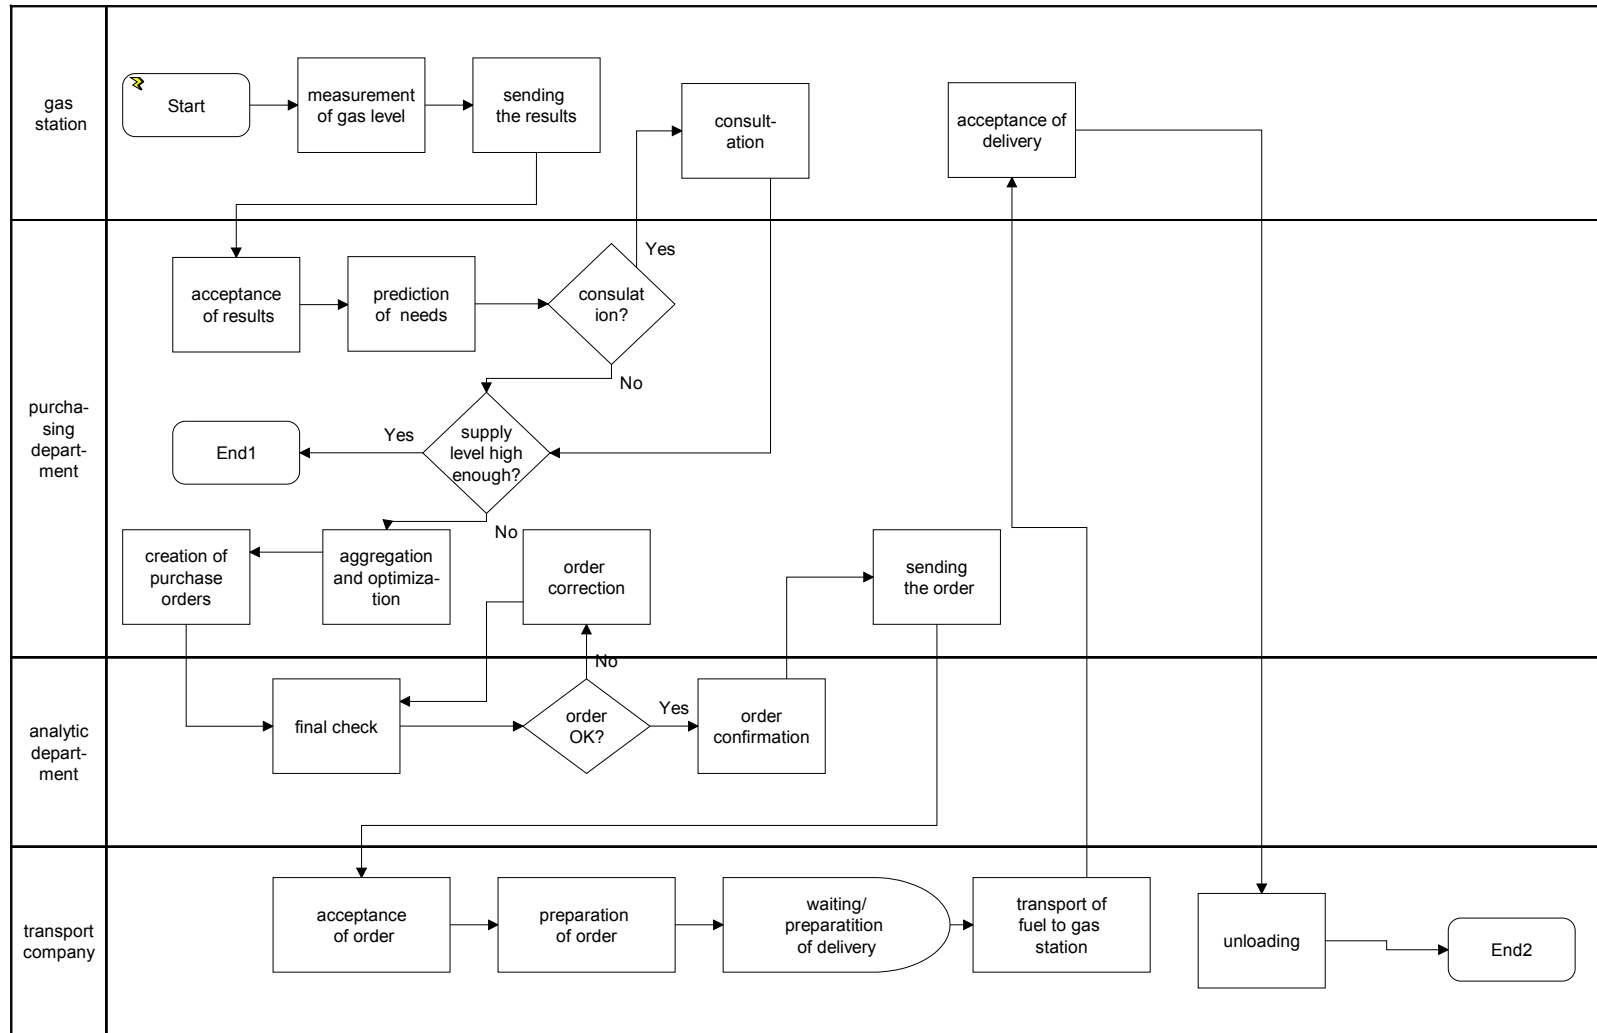 gas
station
Start
measurement
of gas level
sending
the results
consult-
ation
acceptance of
delivery
purcha-
sing
depart-
ment
acceptance
of results
prediction
of needs
consulat
ion?
Yes
No
End1
Yes
supply
level high
enough?
No
creation of
purchase
orders
aggregation
and optimiza-
tion
order
correction
sending
the order
analytic
depart-
ment
final check
No
order
OK?
Yes
order
confirmation
transport
company
acceptance
of order
preparation
of order
waiting/
preparatition
of delivery
transport of
fuel to gas
station
unloading
End2